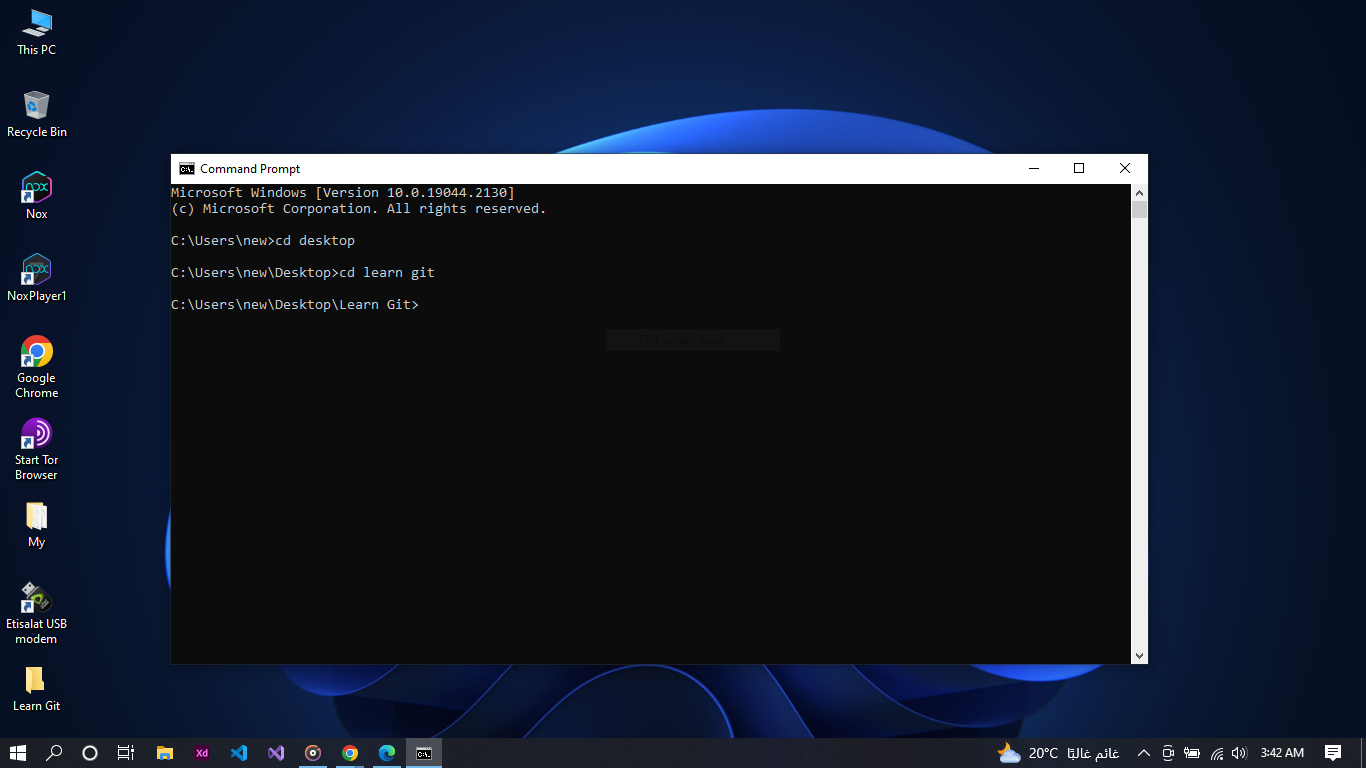 This PC
Recycle Bin
Nox
NoxPlayer1
Google
Chrome
Start Tor
Browser
My
Etisalat USB
modem
Learn Git
Command Prompt
Microsoft Windows [Version 10.0.19044.2130]
(c) Microsoft Corporation. All rights reserved.
C:\Users\new>cd desktop
C:\Users\new\Desktop>cd learn git
C:\Users\new\Desktop\Learn Git>
Full-screen Snip
Xd
20°C غائم غالبًا
3:42 AM